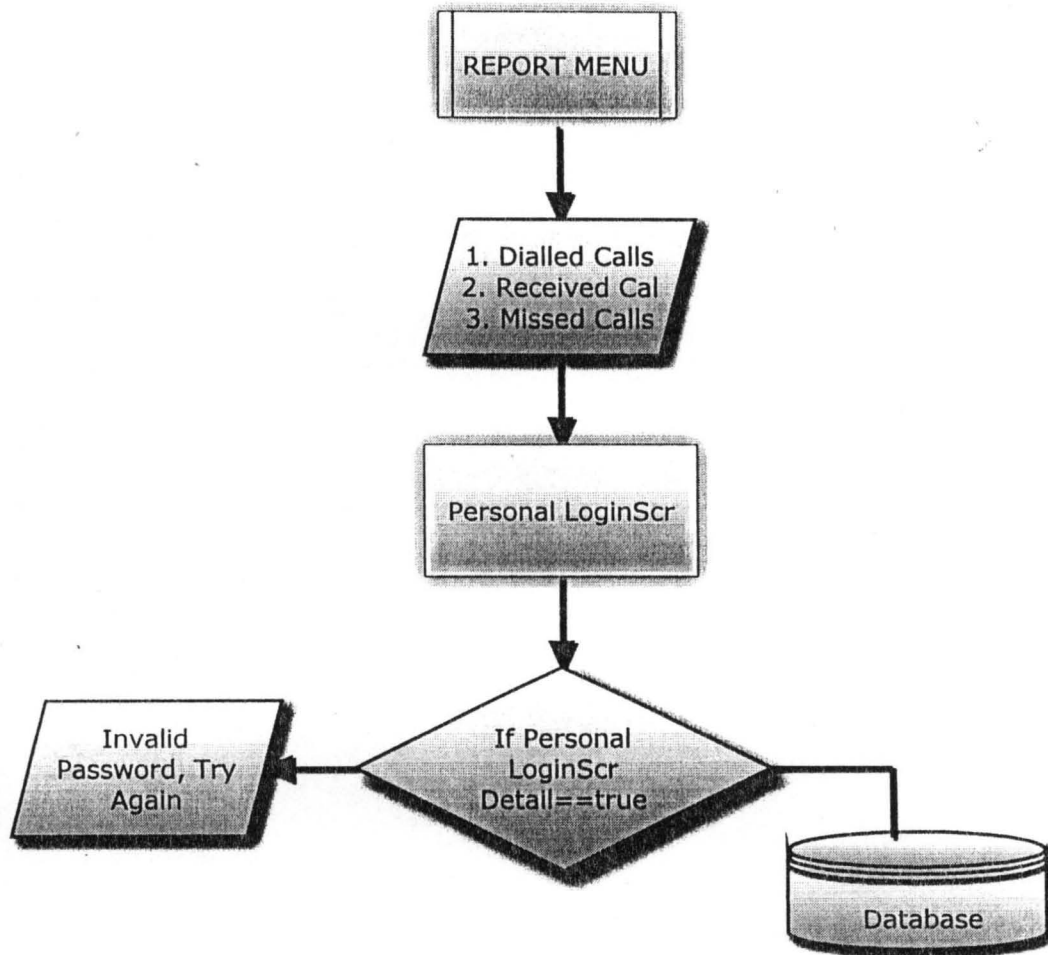 REPORT MENU
1. Dialled Calls
2. Received Cal
3. Missed Calls
Personal LoginScr
If Personal
LoginScr
Detail==true
Invalid
Password, Try
Again
Database